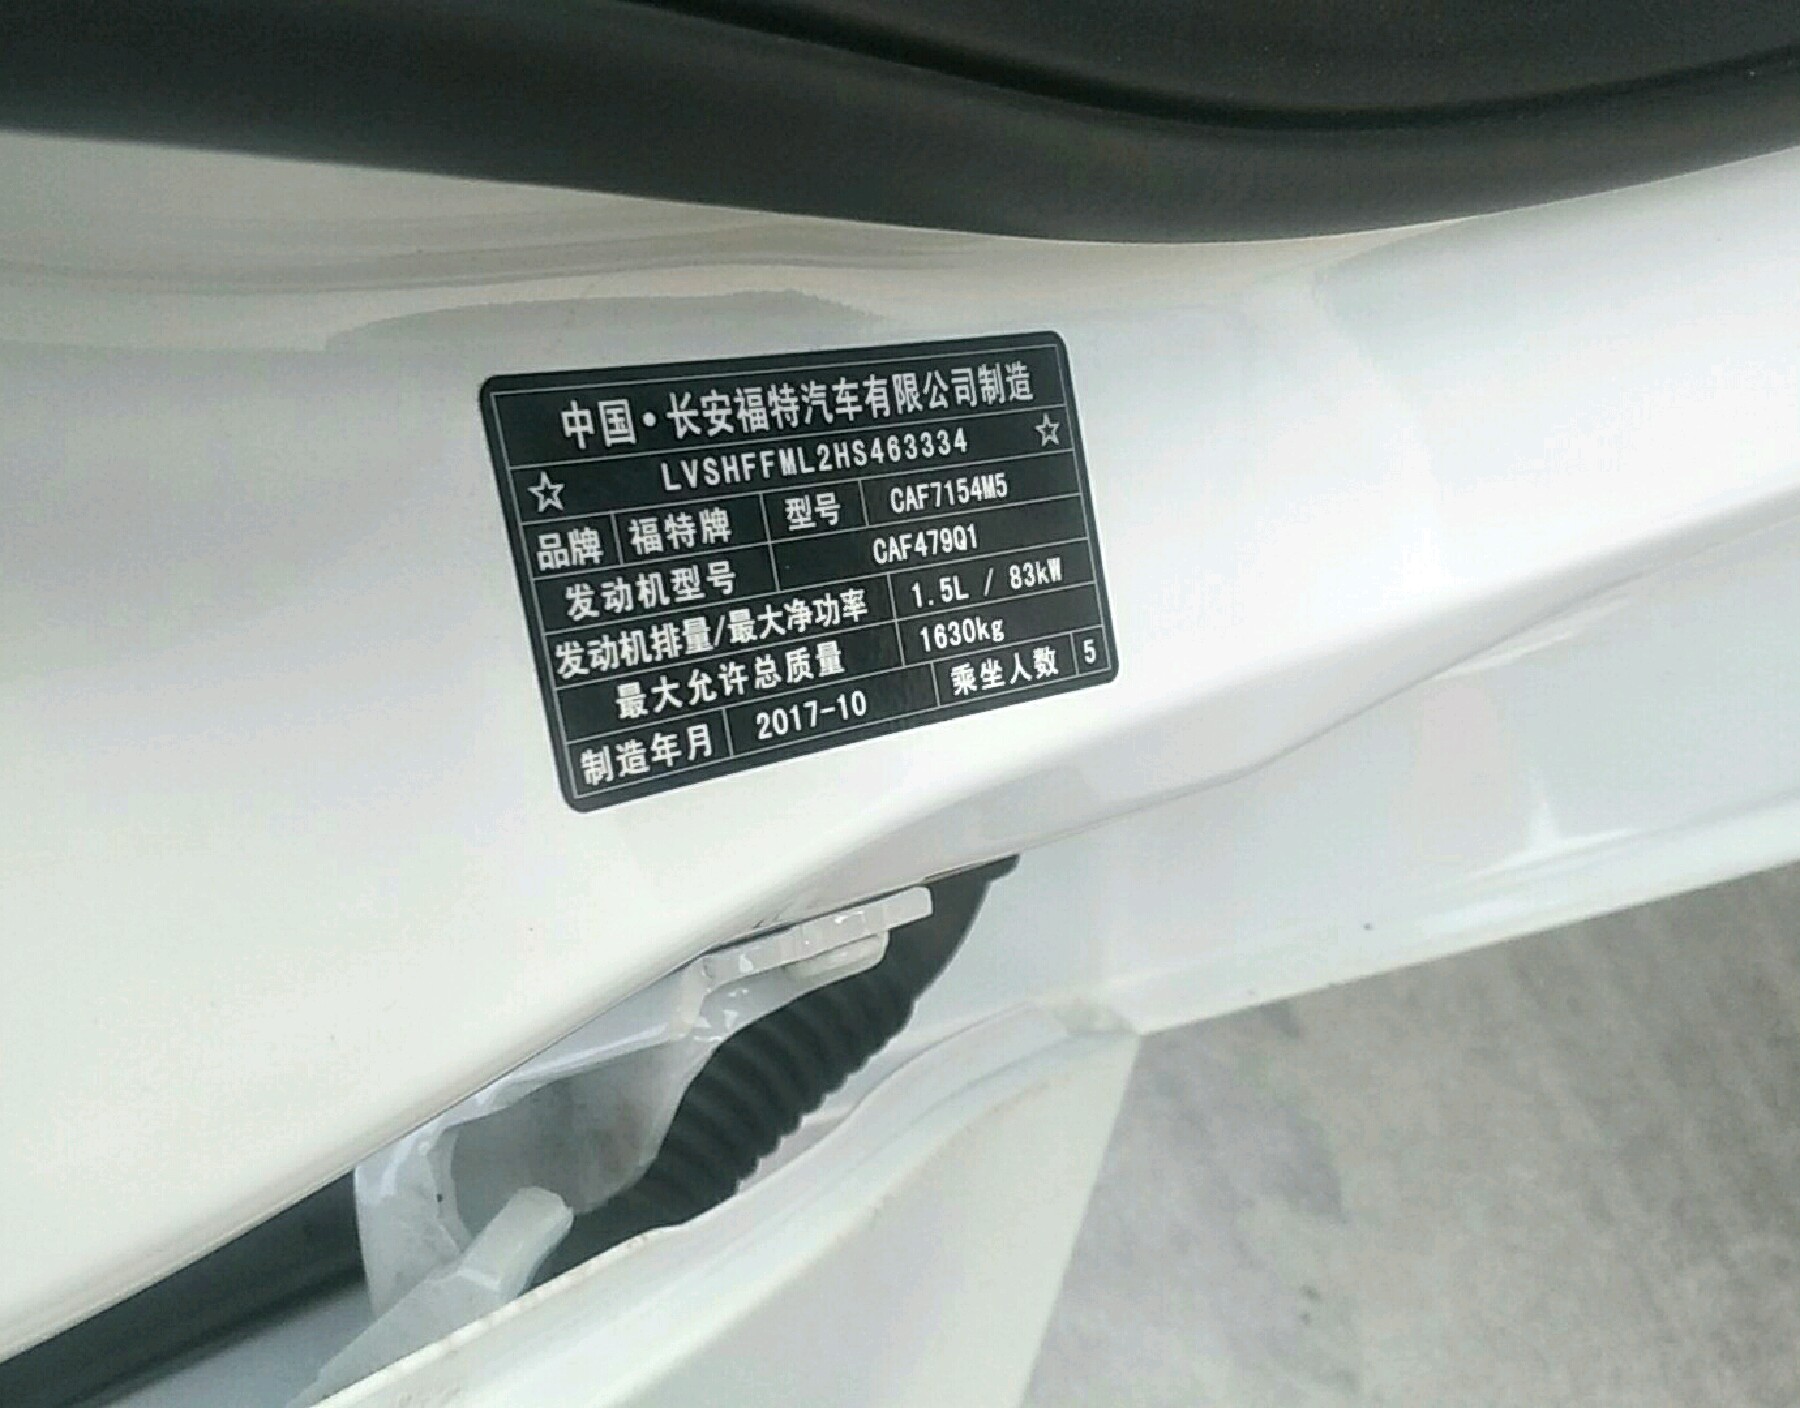 中国·长安福特汽车有限公司制造
☆ LVSHFFML2HS463334 ☆
品牌 福特牌 型号 CAF7154M5
发动机型号 CAF479Q1
发动机排量/最大净功率 1.5L / 83kW
最大允许总质量 1630kg
制造年月 2017-10 乘坐人数 5